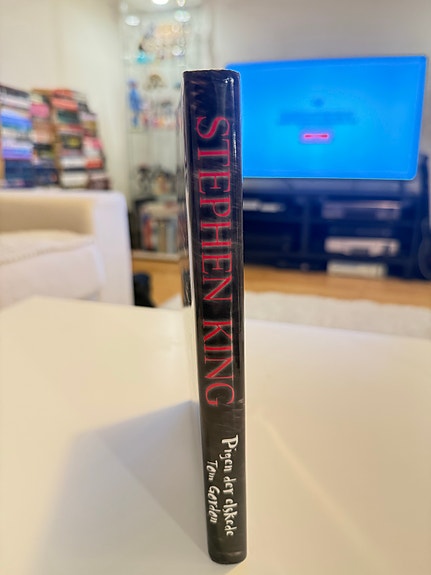 STEPHEN KING
Pigen der elskede
Tom Gordon